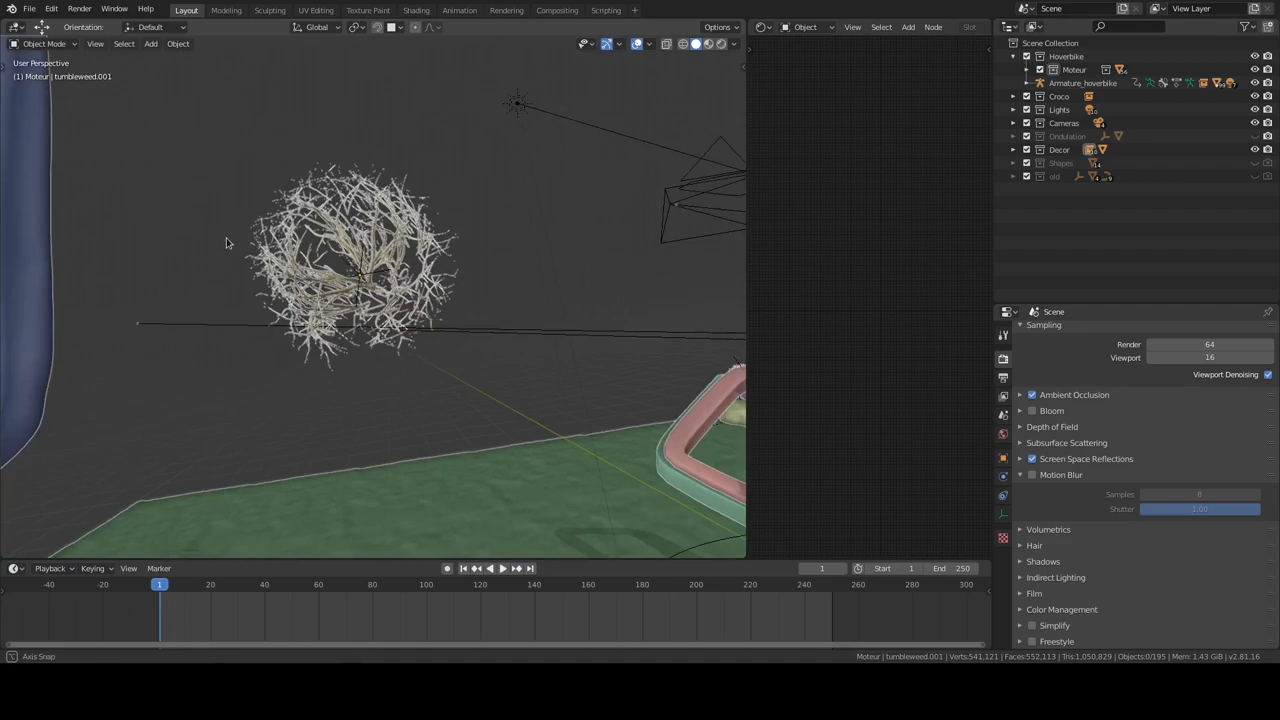 File Edit Render Window Help Layout Modeling Sculpting UV Editing Texture Paint Shading Animation Rendering Compositing Scripting + Scene View Layer
Orientation: Default Global Options Object View Select Add Node Slot
Object Mode View Select Add Object
User Perspective
(1) Moteur | tumbleweed.001
Scene Collection
Hoverbike
Moteur
Armature_hoverbike
Croco
Lights 10
Cameras 4
Ondulation
Decor
Shapes 14
old
Scene
Sampling
Render 64
Viewport 16
Viewport Denoising
Ambient Occlusion
Bloom
Depth of Field
Subsurface Scattering
Screen Space Reflections
Motion Blur
Samples 8
Shutter 1.00
Volumetrics
Hair
Shadows
Indirect Lighting
Film
Color Management
Simplify
Freestyle
Playback Keying View Marker 1 Start 1 End 250
-40 -20 1 20 40 60 80 100 120 140 160 180 200 220 240 260 280 300
Axis Snap Moteur | tumbleweed.001 | Verts:541,121 | Faces:552,113 | Tris:1,050,829 | Objects:0/195 | Mem: 1.43 GiB | v2.81.16